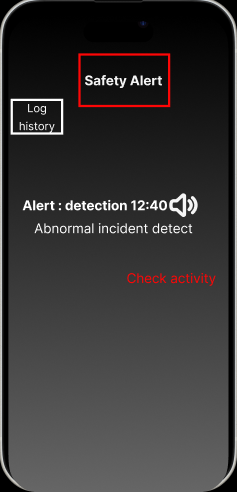 Safety Alert
Log
history
Alert : detection 12:40
Abnormal incident detect
Check activity